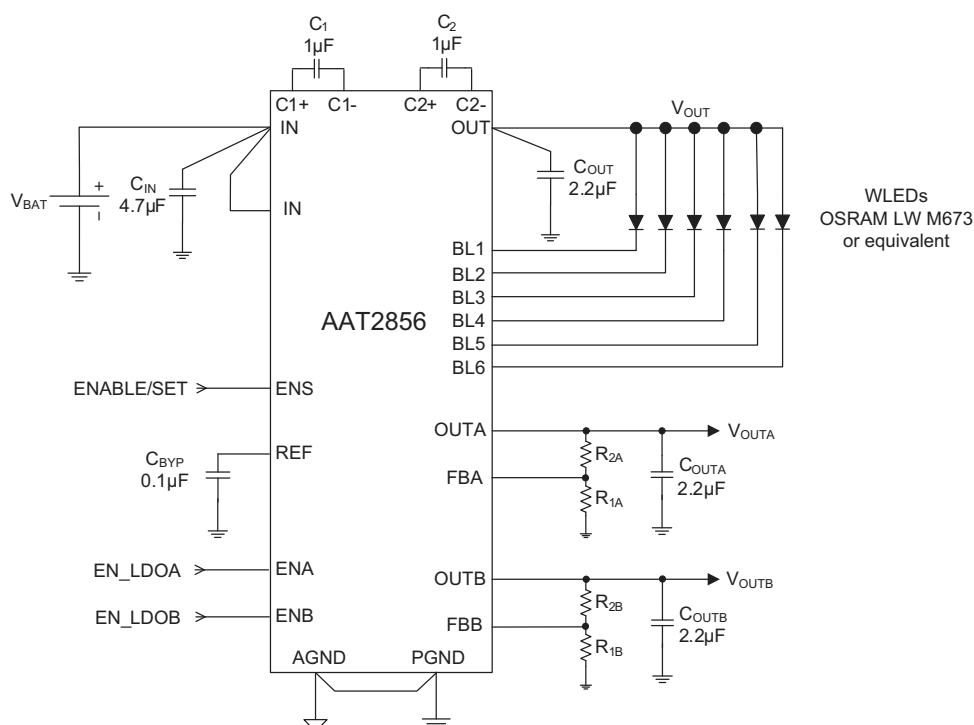 C1
1µF
C2
1µF
C1+ C1- C2+ C2-
IN
OUT
VOUT
VBAT
+
–
CIN
4.7µF
IN
COUT
2.2µF
WLEDs
OSRAM LW M673
or equivalent
BL1
BL2
BL3
BL4
BL5
BL6
AAT2856
ENABLE/SET
ENS
OUTA
VOUTA
R2A
COUTA
2.2µF
REF
CBYP
0.1µF
FBA
R1A
EN_LDOA
ENA
OUTB
VOUTB
R2B
COUTB
2.2µF
EN_LDOB
ENB
FBB
R1B
AGND
PGND